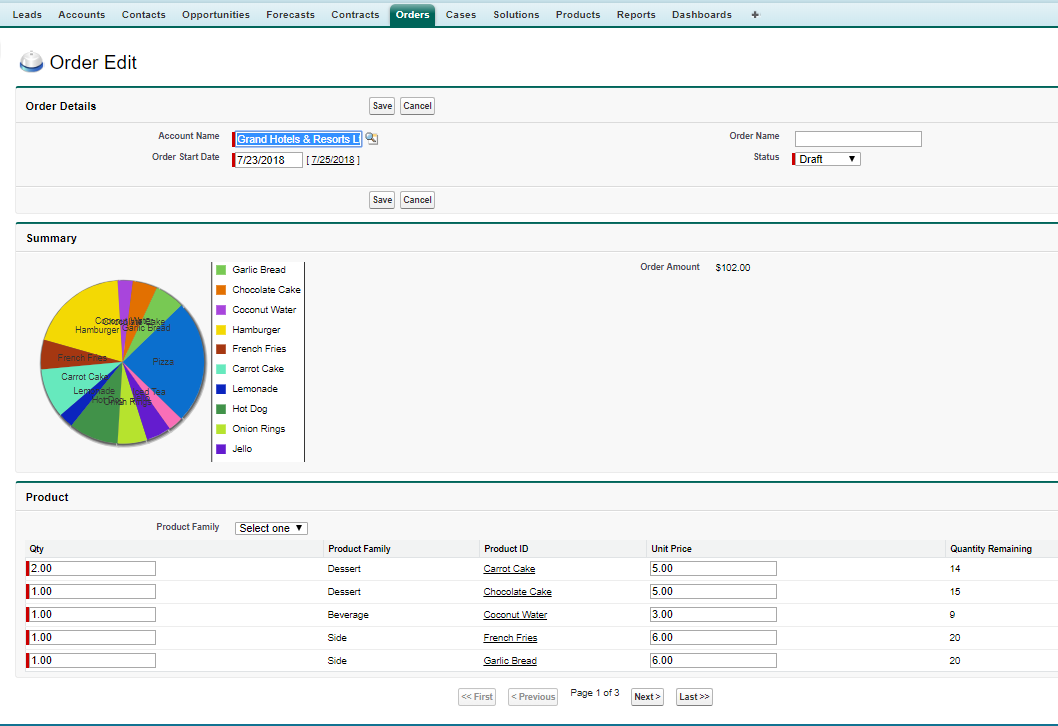 Leads Accounts Contacts Opportunities Forecasts Contracts Orders Cases Solutions Products Reports Dashboards +
Order Edit
Order Details Save Cancel
Account Name Grand Hotels & Resorts L Order Name
Order Start Date 7/23/2018 [ 7/25/2018 ] Status Draft
Save Cancel
Summary
Order Amount $102.00
Garlic Bread
Chocolate Cake
Coconut Water
Hamburger
French Fries
Carrot Cake
Lemonade
Hot Dog
Onion Rings
Jello
Coconut Water
Chocolate Cake
Garlic Bread
Hamburger
French Fries
Pizza
Carrot Cake
Lemonade
Iced Tea
Hot Dog
Onion Rings
Product
Product Family Select one
Qty Product Family Product ID Unit Price Quantity Remaining
2.00 Dessert Carrot Cake 5.00 14
1.00 Dessert Chocolate Cake 5.00 15
1.00 Beverage Coconut Water 3.00 9
1.00 Side French Fries 6.00 20
1.00 Side Garlic Bread 6.00 20
<< First < Previous Page 1 of 3 Next > Last >>